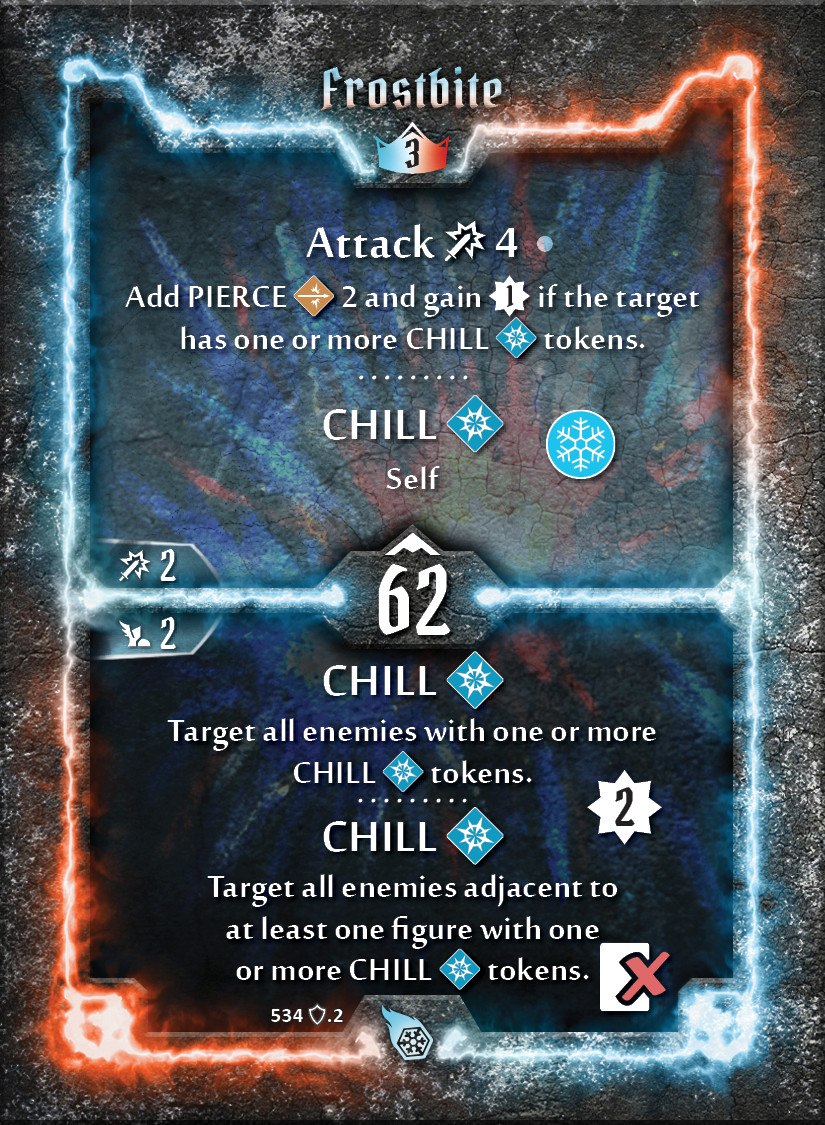 Frostbite
3
Attack 4
Add PIERCE 2 and gain 1 if the target
has one or more CHILL tokens.
.........
CHILL
Self
2
62
2
CHILL
Target all enemies with one or more
CHILL tokens.
.........
2
CHILL
Target all enemies adjacent to
at least one figure with one
or more CHILL tokens.
534 .2